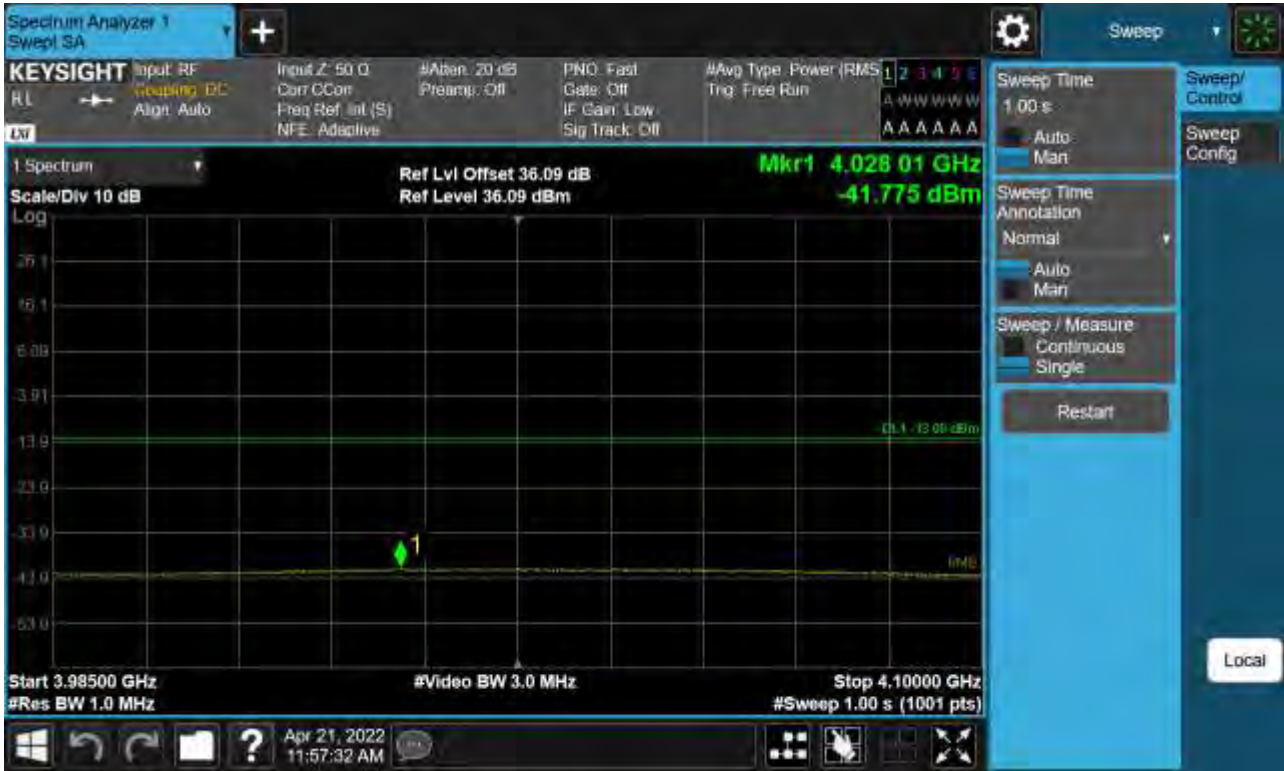 Spectrum Analyzer 1
Swept SA
Sweep
KEYSIGHT
RL
LXI
Input: RF
Coupling: DC
Align: Auto
Input Z: 50 Ω
Corr CCorr
Freq Ref: Int (S)
NFE: Adaptive
#Atten: 20 dB
Preamp: Off
PNO: Fast
Gate: Off
IF Gain: Low
Sig Track: Off
#Avg Type: Power (RMS
Trig: Free Run
1 2 3 4 5 6
A W W W W W
A A A A A A
1 Spectrum
Scale/Div 10 dB
Log
Ref Lvl Offset 36.09 dB
Ref Level 36.09 dBm
Mkr1 4.028 01 GHz
-41.775 dBm
26.1
16.1
6.09
-3.91
-13.9
-23.9
-33.9
-43.9
-53.9
DL1 -13.00 dBm
1
RMS
Start 3.98500 GHz
#Res BW 1.0 MHz
#Video BW 3.0 MHz
Stop 4.10000 GHz
#Sweep 1.00 s (1001 pts)
Sweep Time
1.00 s
Auto
Man
Sweep Time
Annotation
Normal
Auto
Man
Sweep / Measure
Continuous
Single
Restart
Sweep/
Control
Sweep
Config
Local
?
Apr 21, 2022
11:57:32 AM